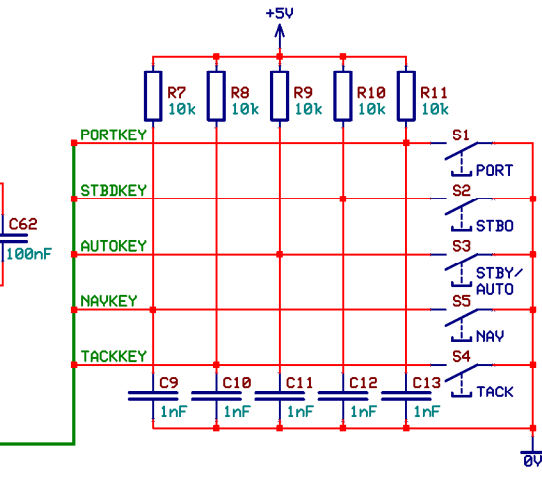 +5V
R7 R8 R9 R10 R11
10k 10k 10k 10k 10k
PORTKEY S1
PORT
STBDKEY S2
C62 STBO
100nF
AUTOKEY S3
STBY/
AUTO
NAVKEY S5
NAV
TACKKEY S4
C9 C10 C11 C12 C13 TACK
1nF 1nF 1nF 1nF 1nF
0V